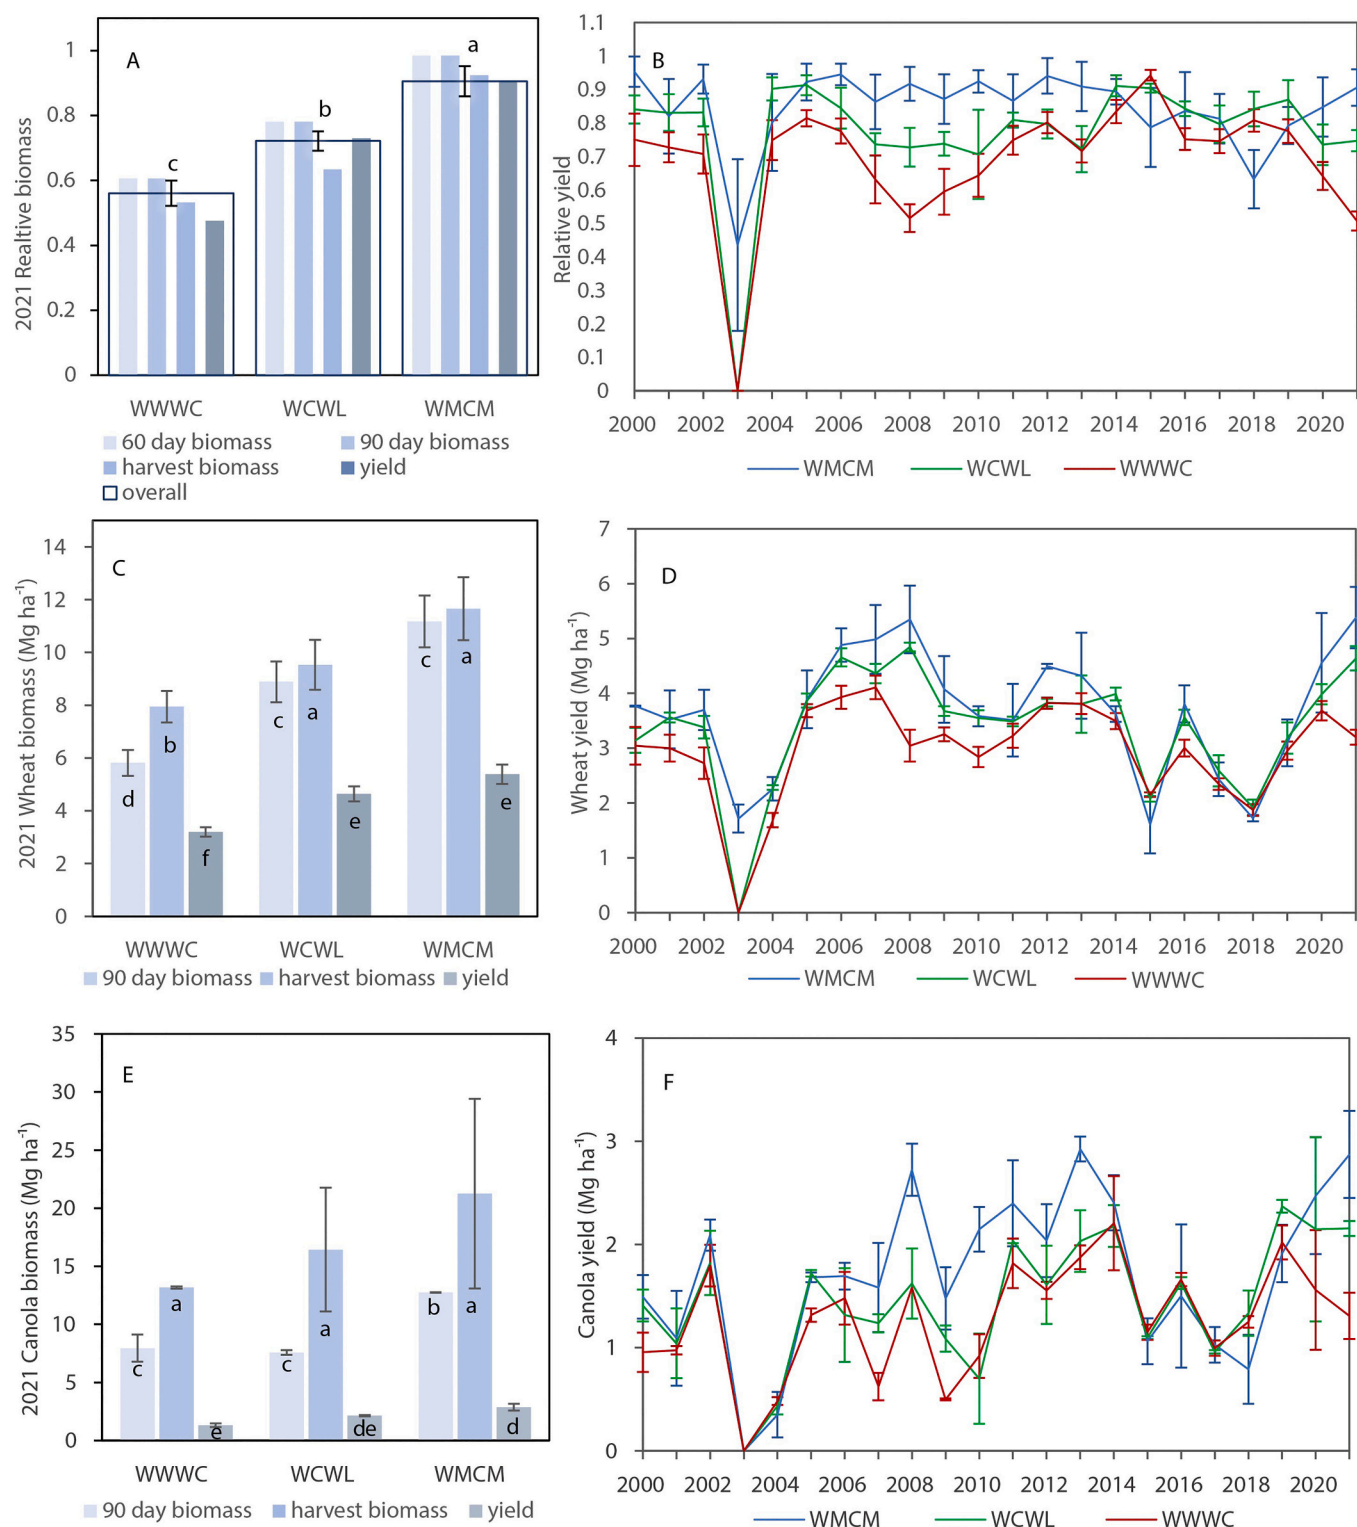 A
2021 Realtive biomass
1
0.8
0.6
0.4
0.2
0
c
b
a
WWWC WCWL WMCM
60 day biomass 90 day biomass
harvest biomass yield
overall
B
Relative yield
1.1
1
0.9
0.8
0.7
0.6
0.5
0.4
0.3
0.2
0.1
0
2000 2002 2004 2006 2008 2010 2012 2014 2016 2018 2020
WMCM WCWL WWWC
C
2021 Wheat biomass (Mg ha⁻¹)
14
12
10
8
6
4
2
0
d b f
c a e
c a e
WWWC WCWL WMCM
90 day biomass harvest biomass yield
D
Wheat yield (Mg ha⁻¹)
7
6
5
4
3
2
1
0
2000 2002 2004 2006 2008 2010 2012 2014 2016 2018 2020
WMCM WCWL WWWC
E
2021 Canola biomass (Mg ha⁻¹)
35
30
25
20
15
10
5
0
c a e
c a de
b a d
WWWC WCWL WMCM
90 day biomass harvest biomass yield
F
Canola yield (Mg ha⁻¹)
4
3
2
1
0
2000 2002 2004 2006 2008 2010 2012 2014 2016 2018 2020
WMCM WCWL WWWC